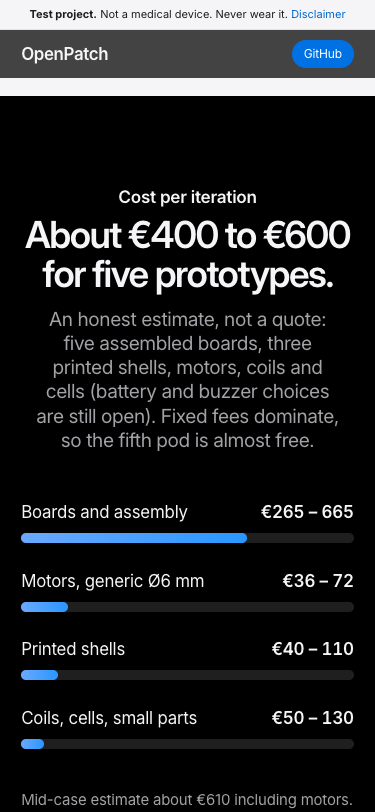 Test project. Not a medical device. Never wear it. Disclaimer
OpenPatch
GitHub
Cost per iteration
About €400 to €600
for five prototypes.
An honest estimate, not a quote:
five assembled boards, three
printed shells, motors, coils and
cells (battery and buzzer choices
are still open). Fixed fees dominate,
so the fifth pod is almost free.
Boards and assembly €265 – 665
Motors, generic Ø6 mm €36 – 72
Printed shells €40 – 110
Coils, cells, small parts €50 – 130
Mid-case estimate about €610 including motors.